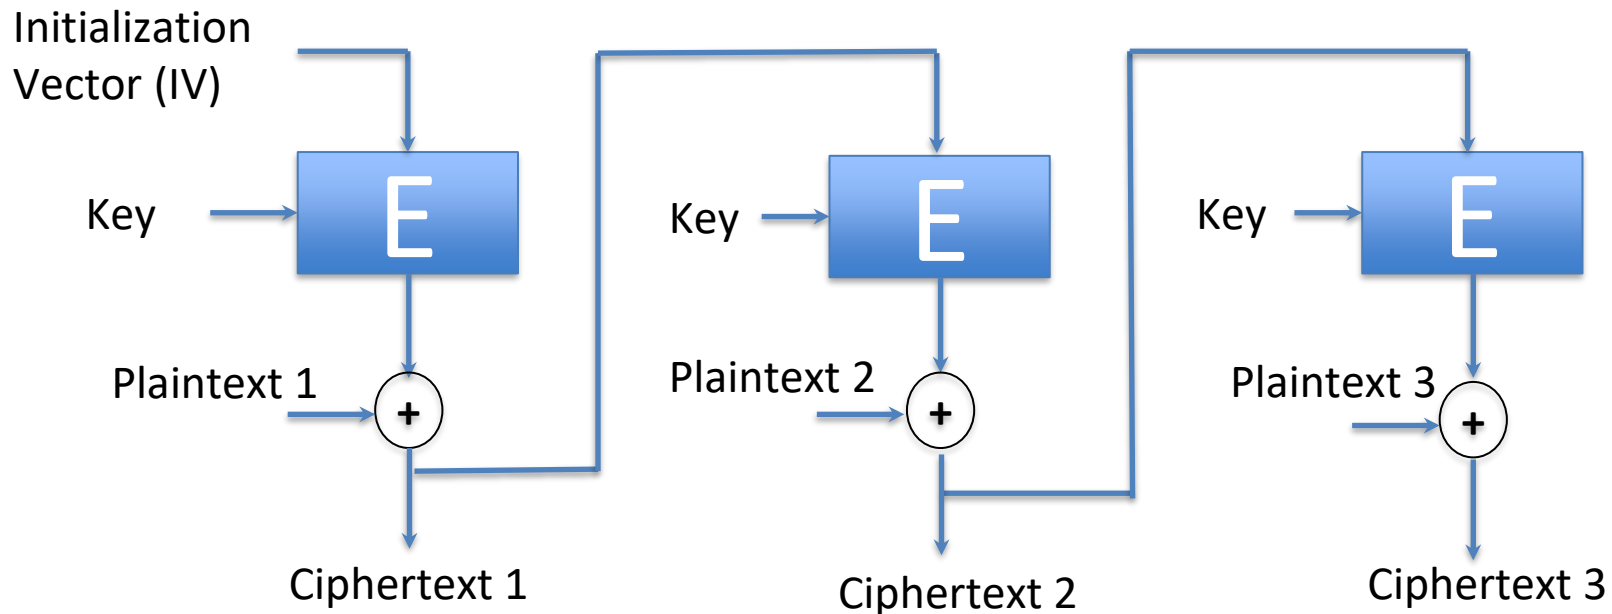 Initialization
Vector (IV)
Key
E
Key
E
Key
E
Plaintext 1
+
Plaintext 2
+
Plaintext 3
+
Ciphertext 1
Ciphertext 2
Ciphertext 3